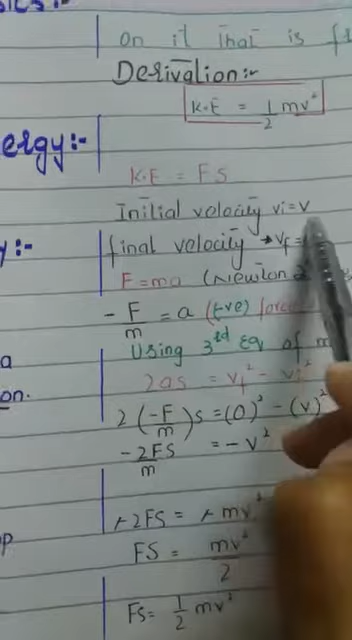 on it that is
Derivation:-
K.E = 1/2 mv²
ergy:-
K.E = FS
Initial velocity vi=v
y:-
final velocity → vf=
F=ma (Newton
-F/m = a (-ve) force
Using 3rd Eq of m
a
2as = vf² - vi²
on.
2(-F/m)s = (0)² - (v)²
-2FS/m = -v²
p
-2FS = -mv²
FS = mv²/2
FS= 1/2 mv²